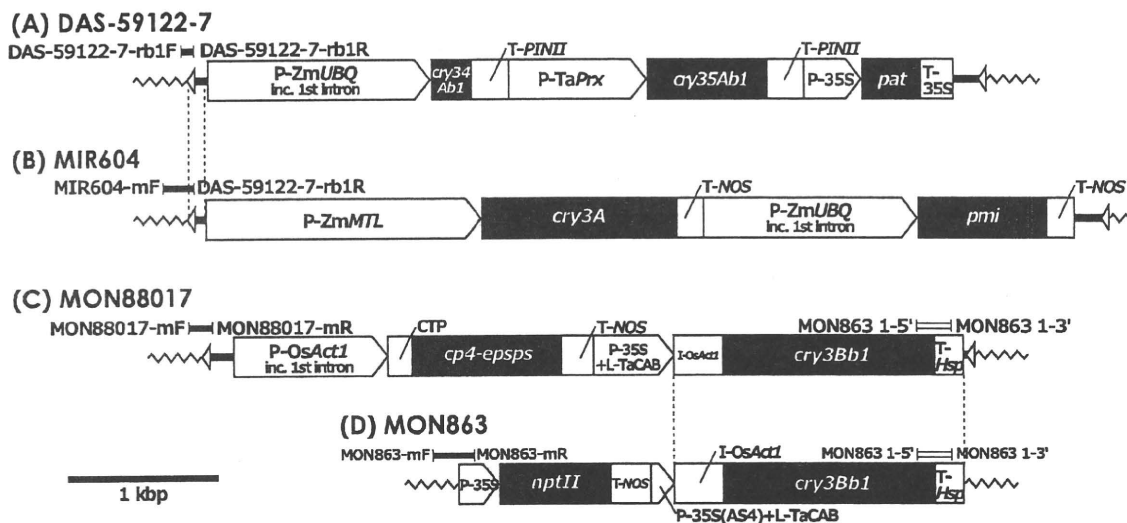 (A) DAS-59122-7
DAS-59122-7-rb1F DAS-59122-7-rb1R T-PINII T-PINII
P-ZmUBQ
inc. 1st intron
cry34
Ab1
P-TaPrx
cry35Ab1
P-35S
pat
T-
35S
(B) MIR604
MIR604-mF DAS-59122-7-rb1R T-NOS T-NOS
P-ZmMTL
cry3A
P-ZmUBQ
inc. 1st intron
pmi
(C) MON88017
MON88017-mF MON88017-mR CTP T-NOS MON863 1-5' MON863 1-3'
P-OsAct1
inc. 1st intron
cp4-epsps
P-35S
+L-TaCAB
I-OsAct1
cry3Bb1
T-
Hsp
(D) MON863
MON863-mF MON863-mR I-OsAct1 MON863 1-5' MON863 1-3'
P-35S
nptII
T-NOS
cry3Bb1
T-
Hsp
P-35S(AS4)+L-TaCAB
1 kbp